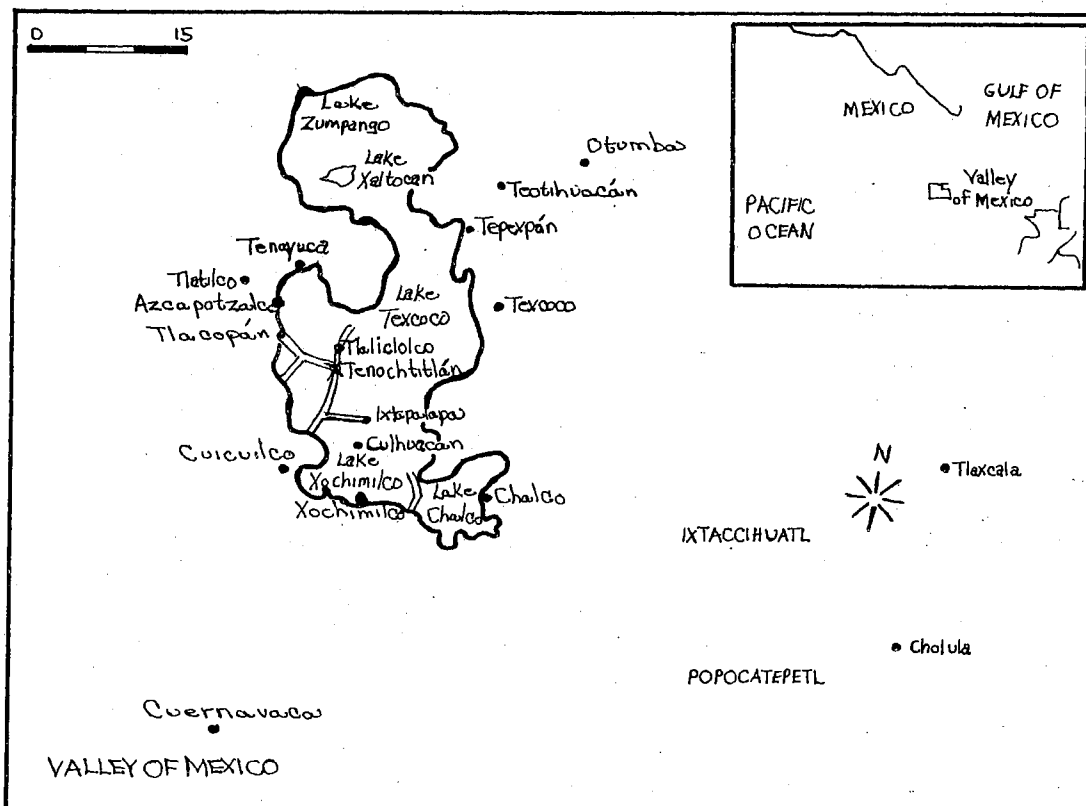 0 15
Lake
Zumpango
Lake
Xaltocan
Otumba
Teotihuacán
Tepexpán
Tenayuca
Tlatilco
Azcapotzalco
Tlacopán
Lake
Texcoco
Texcoco
Tlaliclolco
Tenochtitlán
Ixtapalapa
Culhuacán
Cuicuilco
Lake
Xochimilco
Xochimilco
Lake
Chalco
Chalco
MEXICO
GULF OF
MEXICO
Valley
of Mexico
PACIFIC
OCEAN
N
Tlaxcala
IXTACCIHUATL
Cholula
POPOCATEPETL
Cuernavaca
VALLEY OF MEXICO